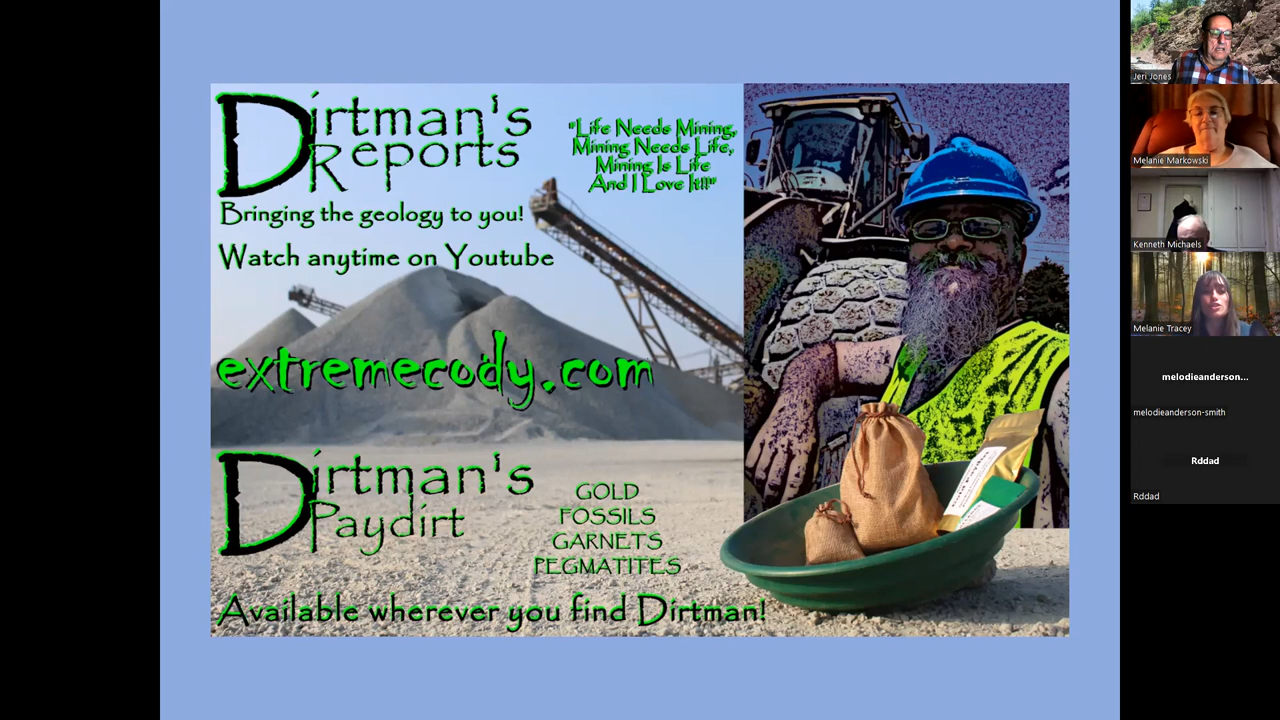 Dirtman's
Reports
Bringing the geology to you!
Watch anytime on Youtube
"Life Needs Mining,
Mining Needs Life,
Mining Is Life
And I Love It!!!"
extremecody.com
Dirtman's
Paydirt
GOLD
FOSSILS
GARNETS
PEGMATITES
Available wherever you find Dirtman!
Jeri Jones
Melanie Markowski
Kenneth Michaels
Melanie Tracey
melodieanderson...
melodieanderson-smith
Rddad
Rddad